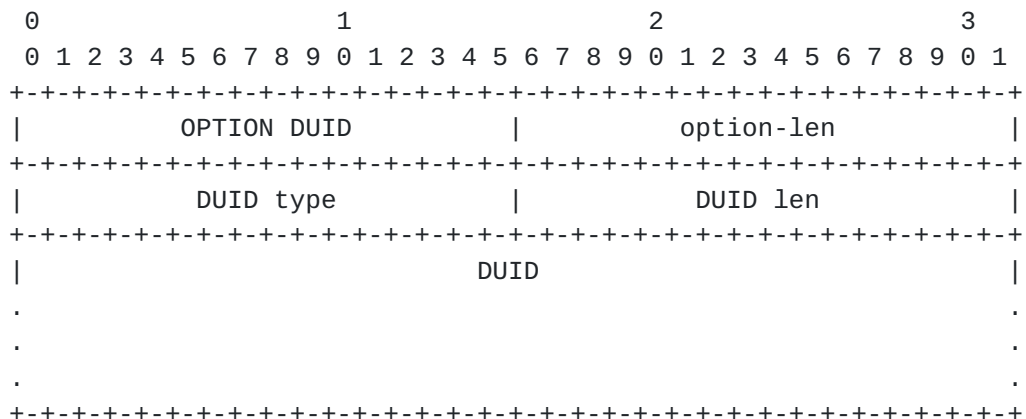 0                   1                   2                   3
0 1 2 3 4 5 6 7 8 9 0 1 2 3 4 5 6 7 8 9 0 1 2 3 4 5 6 7 8 9 0 1
+-+-+-+-+-+-+-+-+-+-+-+-+-+-+-+-+-+-+-+-+-+-+-+-+-+-+-+-+-+-+-+-+
|          OPTION DUID          |          option-len           |
+-+-+-+-+-+-+-+-+-+-+-+-+-+-+-+-+-+-+-+-+-+-+-+-+-+-+-+-+-+-+-+-+
|           DUID type           |           DUID len            |
+-+-+-+-+-+-+-+-+-+-+-+-+-+-+-+-+-+-+-+-+-+-+-+-+-+-+-+-+-+-+-+-+
|                             DUID                              |
.                                                               .
.                                                               .
.                                                               .
+-+-+-+-+-+-+-+-+-+-+-+-+-+-+-+-+-+-+-+-+-+-+-+-+-+-+-+-+-+-+-+-+